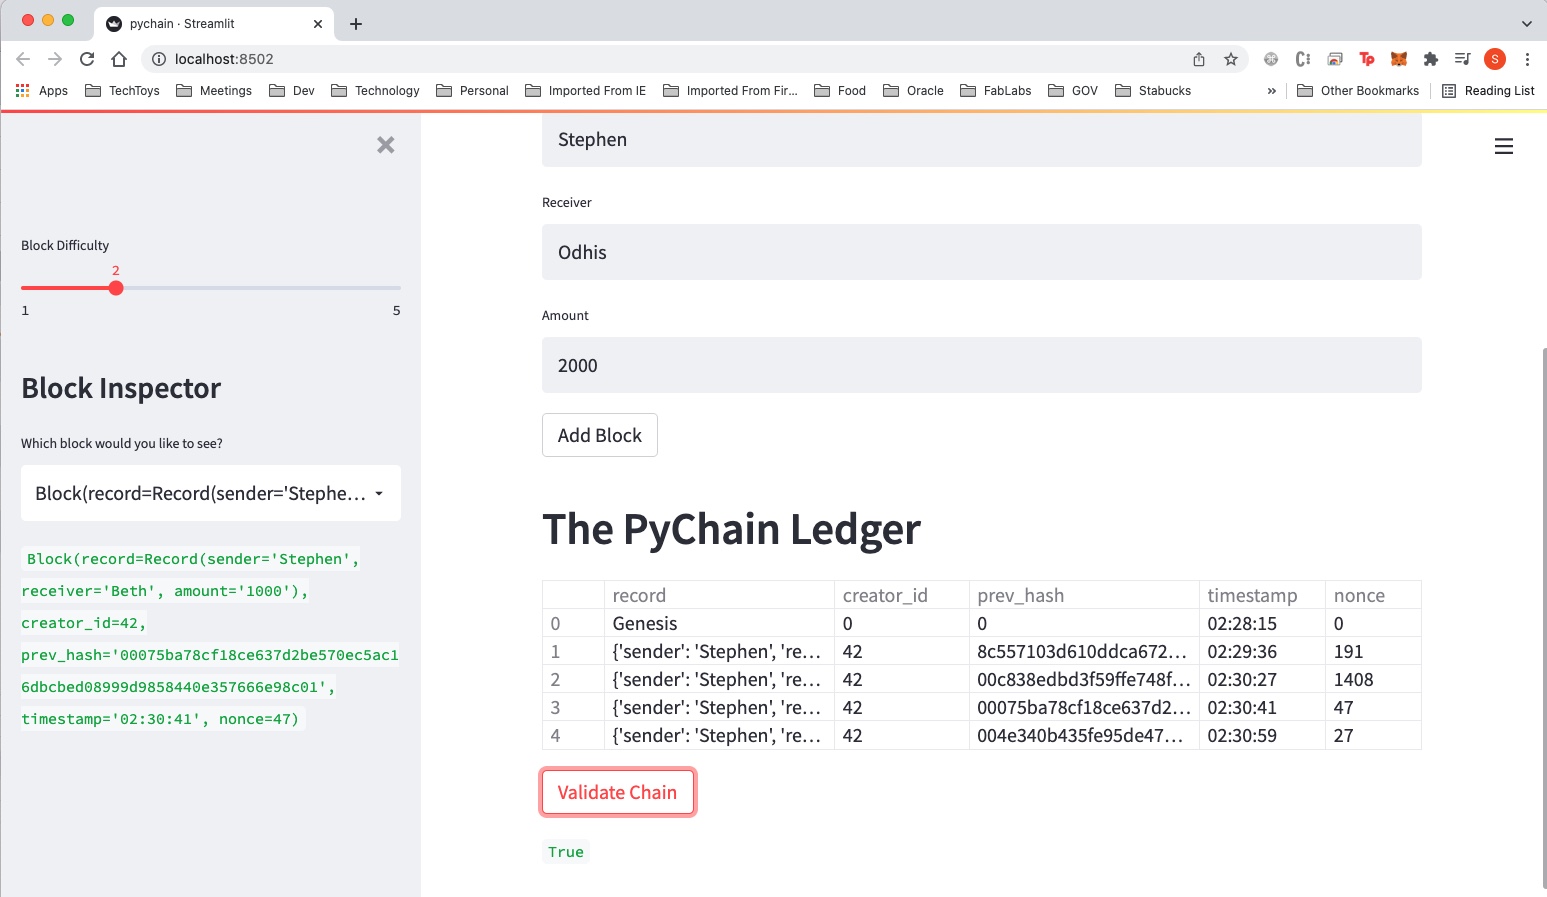 pychain · Streamlit
localhost:8502
S
Apps TechToys Meetings Dev Technology Personal Imported From IE Imported From Fir... Food Oracle FabLabs GOV Stabucks » Other Bookmarks Reading List
Block Difficulty
2
1 5
Block Inspector
Which block would you like to see?
Block(record=Record(sender='Stephe...
Block(record=Record(sender='Stephen',
receiver='Beth', amount='1000'),
creator_id=42,
prev_hash='00075ba78cf18ce637d2be570ec5ac1
6dbcbed08999d9858440e357666e98c01',
timestamp='02:30:41', nonce=47)
Stephen
Receiver
Odhis
Amount
2000
Add Block
The PyChain Ledger
record creator_id prev_hash timestamp nonce
0 Genesis 0 0 02:28:15 0
1 {'sender': 'Stephen', 're... 42 8c557103d610ddca672... 02:29:36 191
2 {'sender': 'Stephen', 're... 42 00c838edbd3f59ffe748f... 02:30:27 1408
3 {'sender': 'Stephen', 're... 42 00075ba78cf18ce637d2... 02:30:41 47
4 {'sender': 'Stephen', 're... 42 004e340b435fe95de47... 02:30:59 27
Validate Chain
True